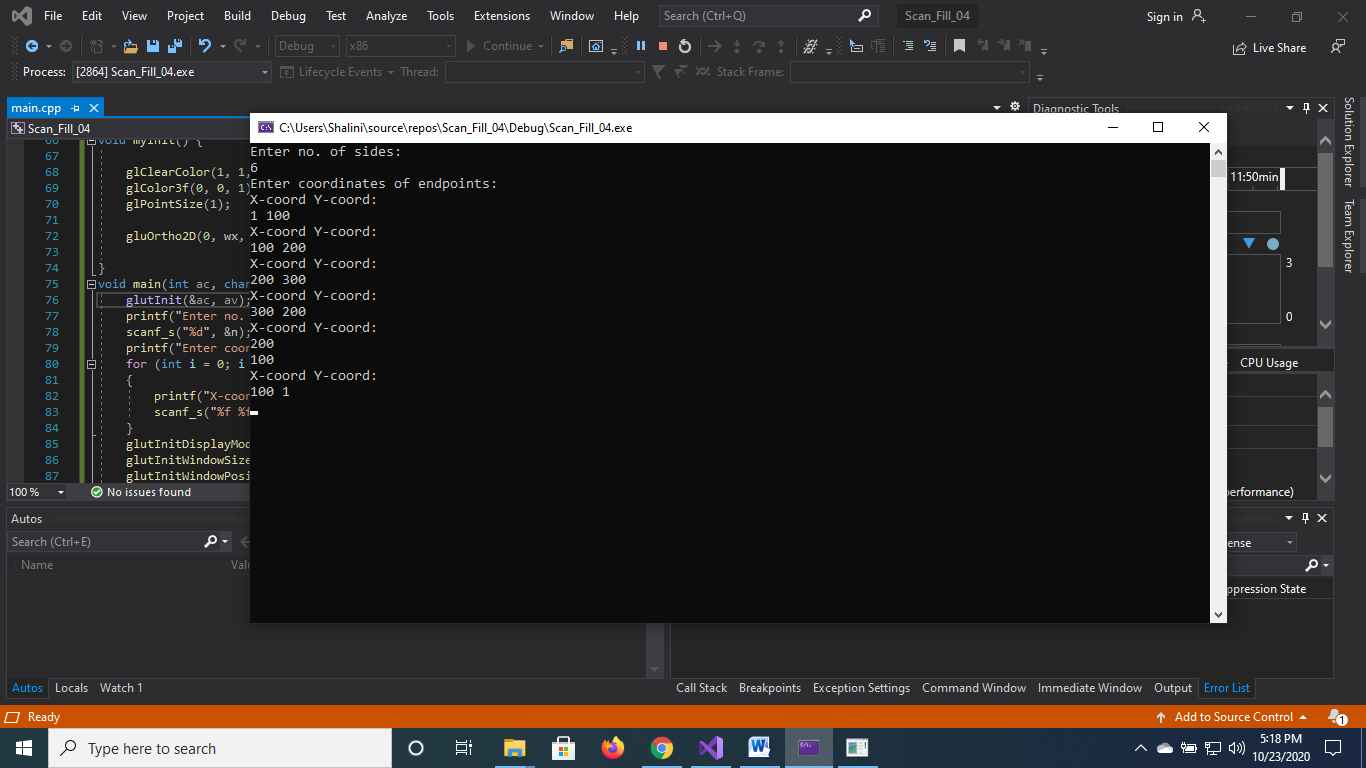 File Edit View Project Build Debug Test Analyze Tools Extensions Window Help Search (Ctrl+Q) Scan_Fill_04 Sign in
Debug x86 Continue Live Share
Process: [2864] Scan_Fill_04.exe Lifecycle Events Thread: Stack Frame:
main.cpp
Diagnostic Tools
Scan_Fill_04
C:\Users\Shalini\source\repos\Scan_Fill_04\Debug\Scan_Fill_04.exe
Enter no. of sides:
6
Enter coordinates of endpoints:
X-coord Y-coord:
1 100
X-coord Y-coord:
100 200
X-coord Y-coord:
200 300
X-coord Y-coord:
300 200
X-coord Y-coord:
200
100
X-coord Y-coord:
100 1
66 void myInit() {
67
68 glClearColor(1, 1,
69 glColor3f(0, 0, 1)
70 glPointSize(1);
71
72 gluOrtho2D(0, wx,
73
74 }
75 void main(int ac, char
76 glutInit(&ac, av);
77 printf("Enter no.
78 scanf_s("%d", &n);
79 printf("Enter coor
80 for (int i = 0; i
81 {
82 printf("X-coor
83 scanf_s("%f %f
84 }
85 glutInitDisplayMod
86 glutInitWindowSize
87 glutInitWindowPosi
100 % No issues found
11:50min
3
0
CPU Usage
performance)
Solution Explorer
Team Explorer
Autos
Search (Ctrl+E)
Name Valu
ense
ppression State
Autos Locals Watch 1
Call Stack Breakpoints Exception Settings Command Window Immediate Window Output Error List
Ready Add to Source Control 1
Type here to search
5:18 PM
10/23/2020